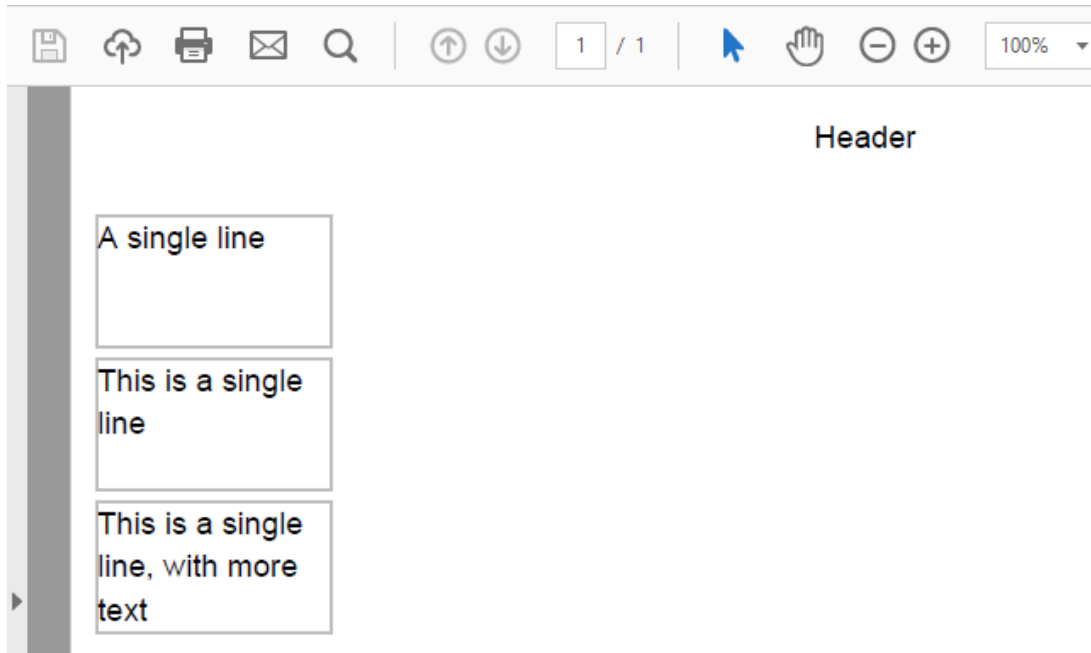 1 / 1
100%
Header
A single line
This is a single
line
This is a single
line, with more
text